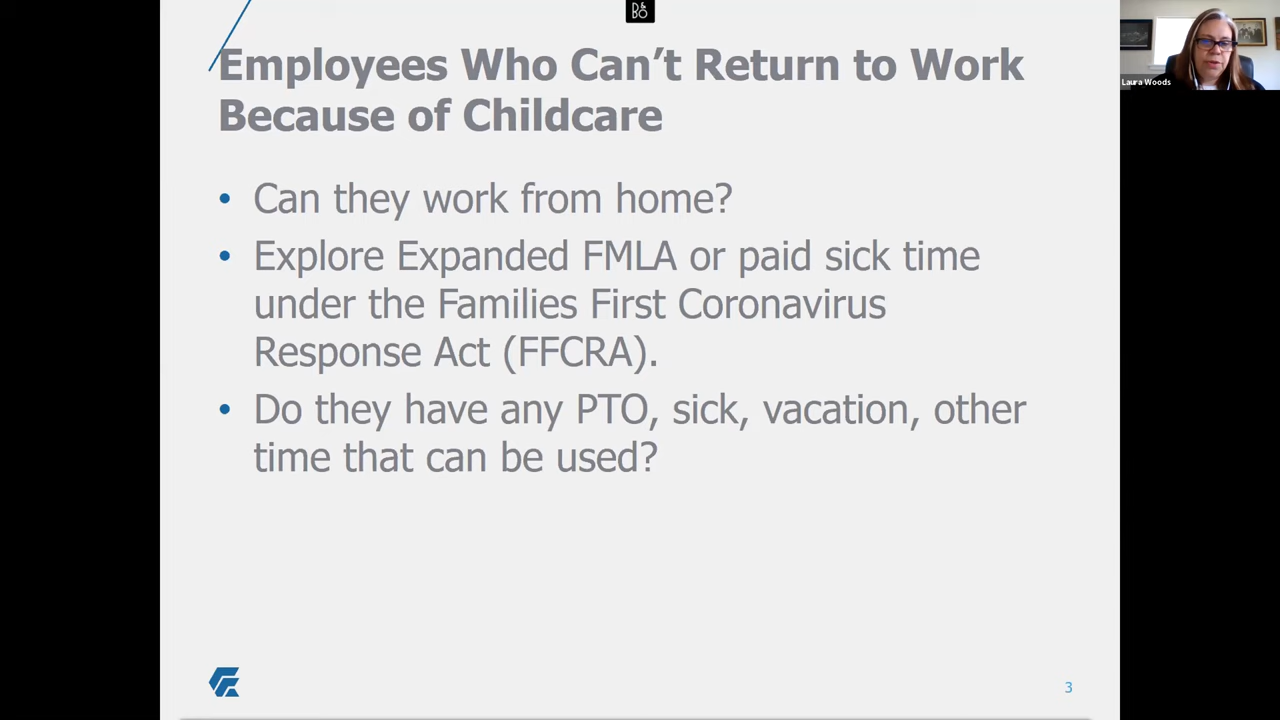 B&O
Laura Woods
Employees Who Can’t Return to Work
Because of Childcare
• Can they work from home?
• Explore Expanded FMLA or paid sick time
under the Families First Coronavirus
Response Act (FFCRA).
• Do they have any PTO, sick, vacation, other
time that can be used?
3